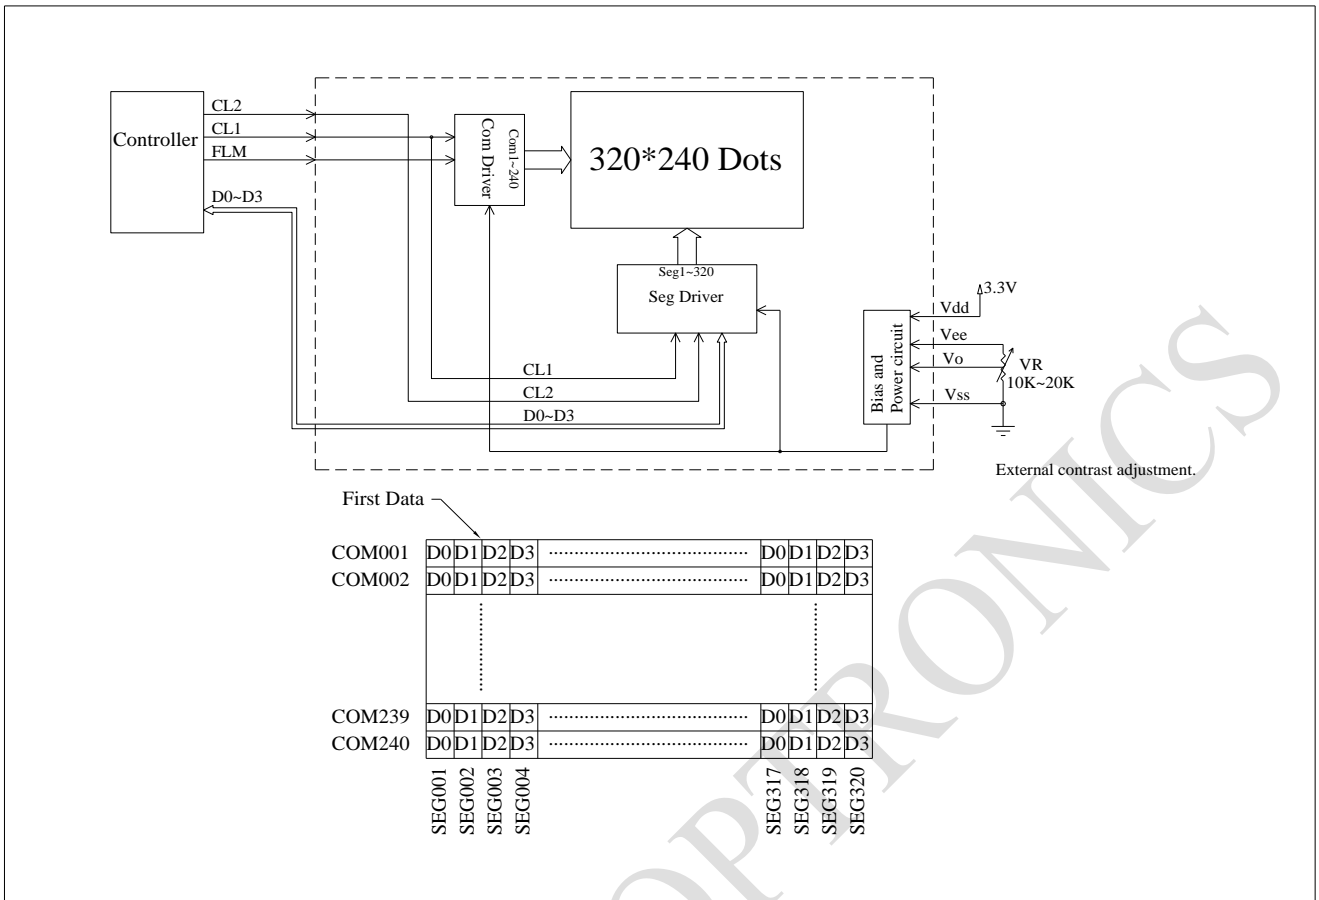 CL2
CL1
FLM
D0~D3
Controller
Com Driver
Com1~240
320*240 Dots
Seg1~320
Seg Driver
CL1
CL2
D0~D3
Bias and
Power circuit
Vdd
Vee
Vo
Vss
3.3V
VR
10K~20K
External contrast adjustment.
First Data
COM001 D0 D1 D2 D3 D0 D1 D2 D3
COM002 D0 D1 D2 D3 D0 D1 D2 D3
COM239 D0 D1 D2 D3 D0 D1 D2 D3
COM240 D0 D1 D2 D3 D0 D1 D2 D3
SEG001 SEG002 SEG003 SEG004 SEG317 SEG318 SEG319 SEG320
OPTRONICS